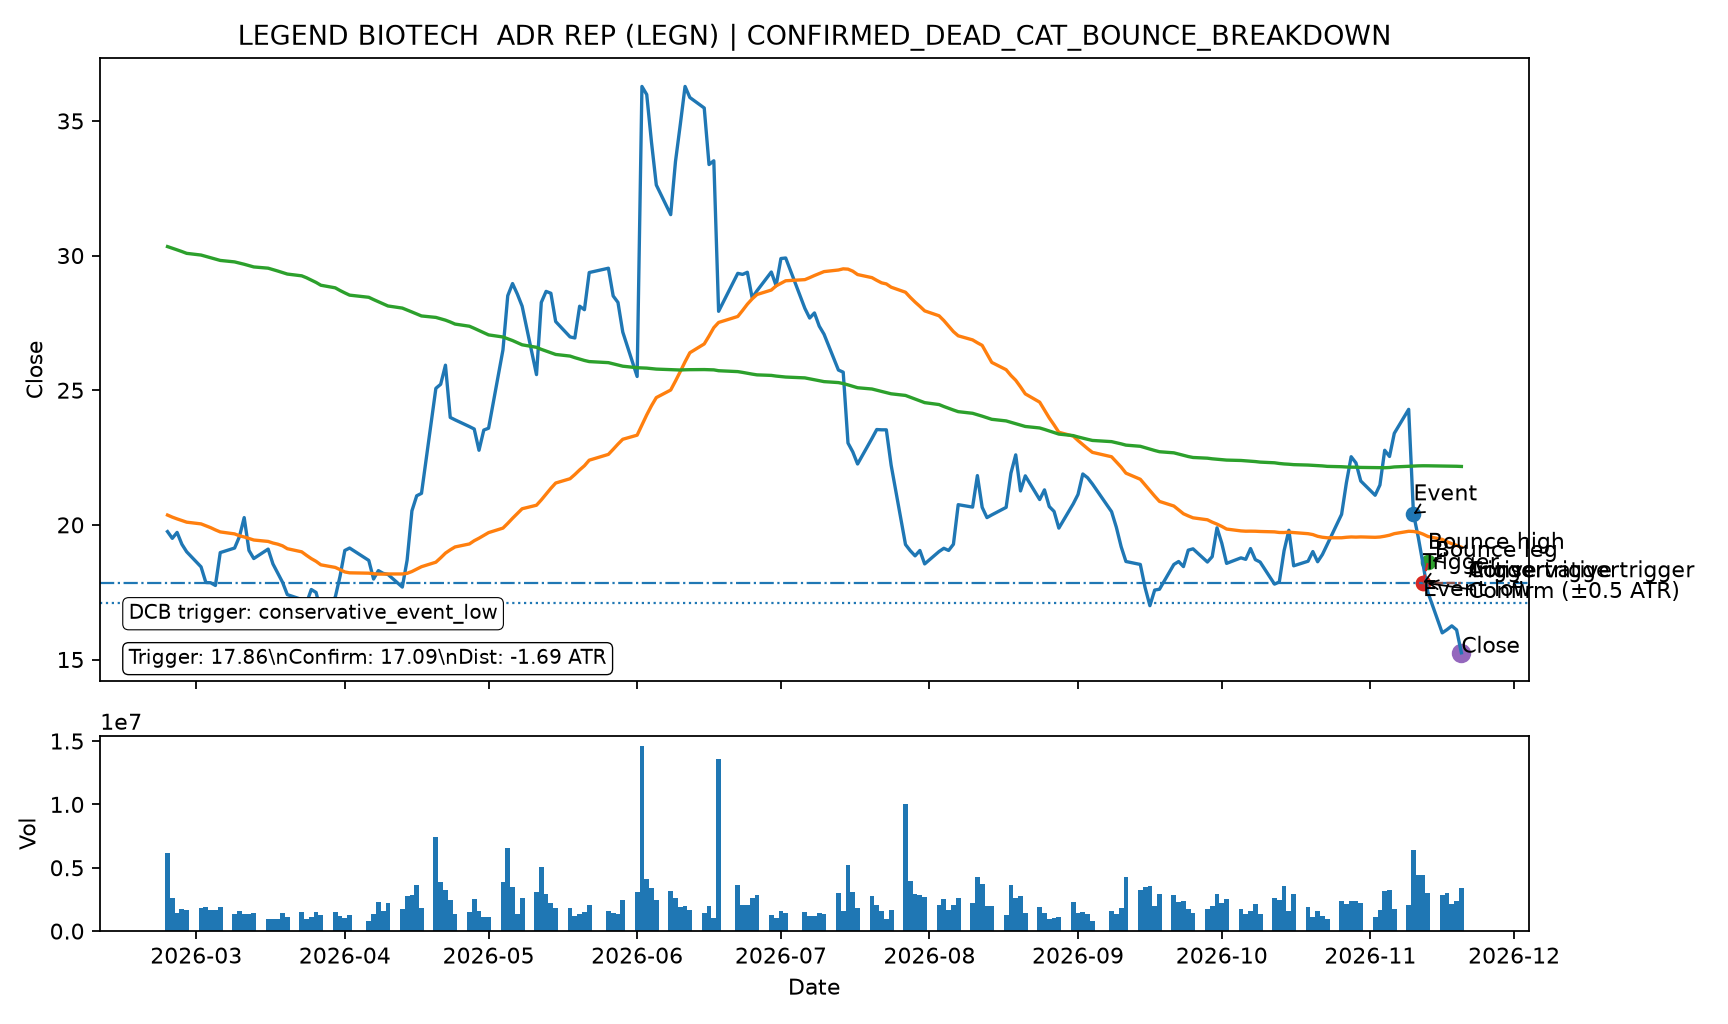 LEGEND BIOTECH  ADR REP (LEGN) | CONFIRMED_DEAD_CAT_BOUNCE_BREAKDOWN
Close
35
30
25
20
15
Event
Bounce high
Bounce leg
Trigger
Conservative trigger
Event low
Confirm (±0.5 ATR)
Close
DCB trigger: conservative_event_low
Trigger: 17.86\nConfirm: 17.09\nDist: -1.69 ATR
1e7
Vol
1.5
1.0
0.5
0.0
2026-03 2026-04 2026-05 2026-06 2026-07 2026-08 2026-09 2026-10 2026-11 2026-12
Date